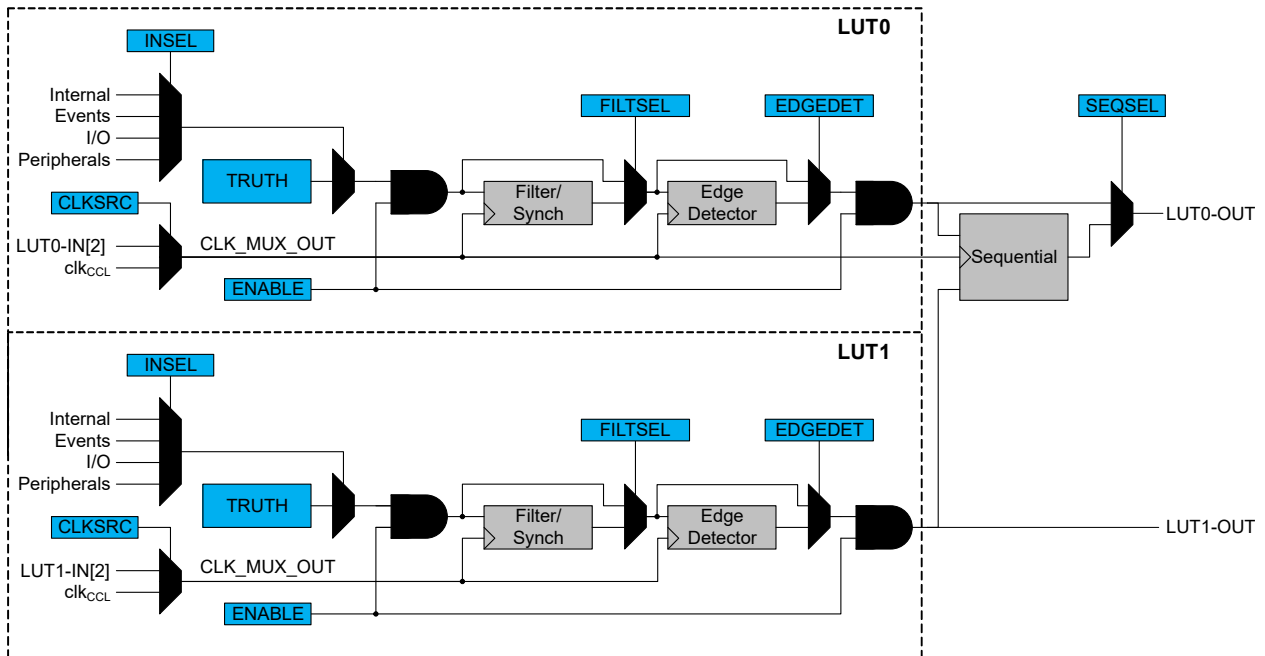 LUT0
INSEL
Internal
Events
I/O
Peripherals
FILTSEL
EDGEDET
SEQSEL
TRUTH
Filter/
Synch
Edge
Detector
CLKSRC
LUT0-IN[2]
clkCCL
CLK_MUX_OUT
ENABLE
Sequential
LUT0-OUT
LUT1
INSEL
Internal
Events
I/O
Peripherals
FILTSEL
EDGEDET
TRUTH
Filter/
Synch
Edge
Detector
CLKSRC
LUT1-IN[2]
clkCCL
CLK_MUX_OUT
ENABLE
LUT1-OUT